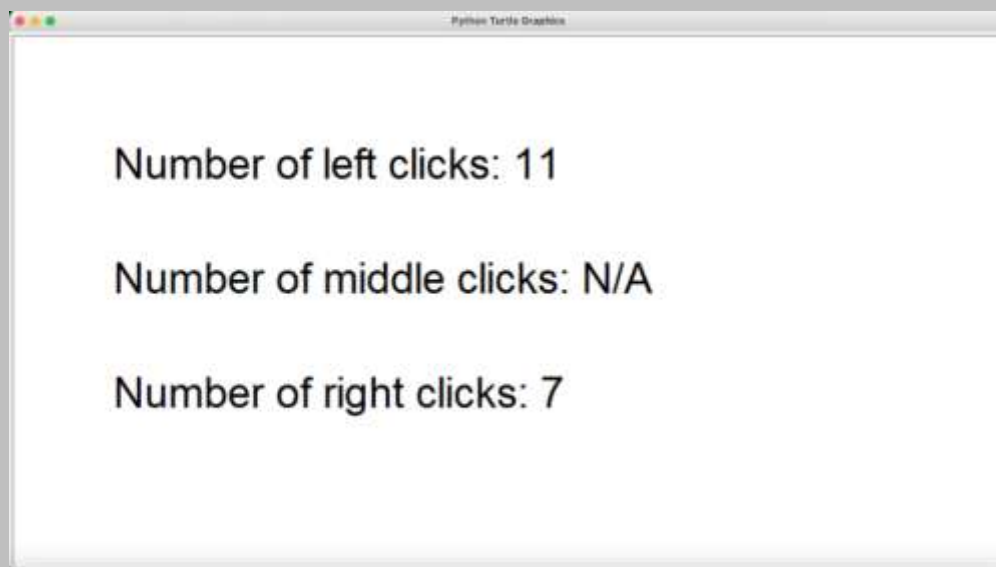 Python Turtle Graphics
Number of left clicks: 11
Number of middle clicks: N/A
Number of right clicks: 7